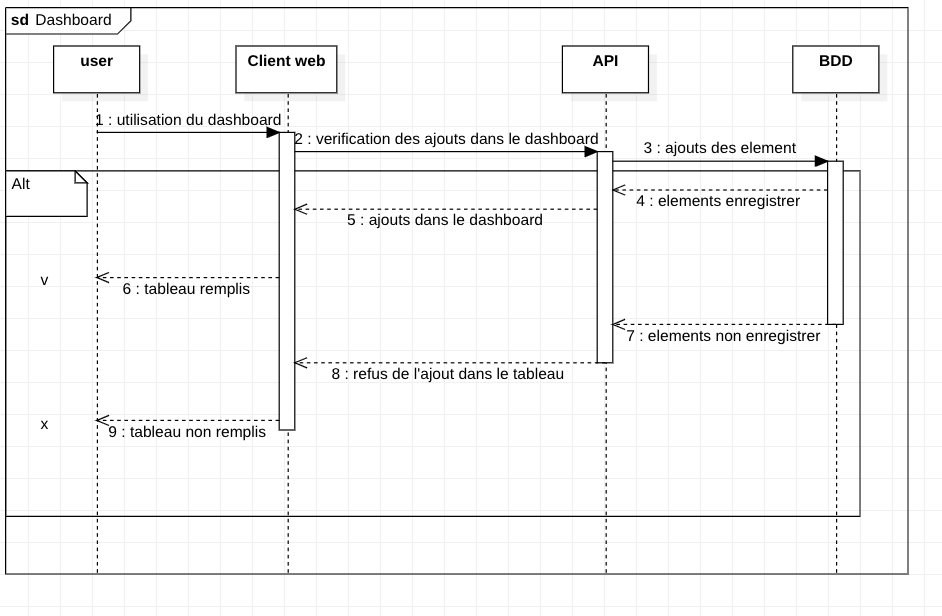 sd Dashboard
user
Client web
API
BDD
1 : utilisation du dashboard
2 : verification des ajouts dans le dashboard
3 : ajouts des element
Alt
4 : elements enregistrer
5 : ajouts dans le dashboard
v
6 : tableau remplis
7 : elements non enregistrer
8 : refus de l'ajout dans le tableau
x
9 : tableau non remplis